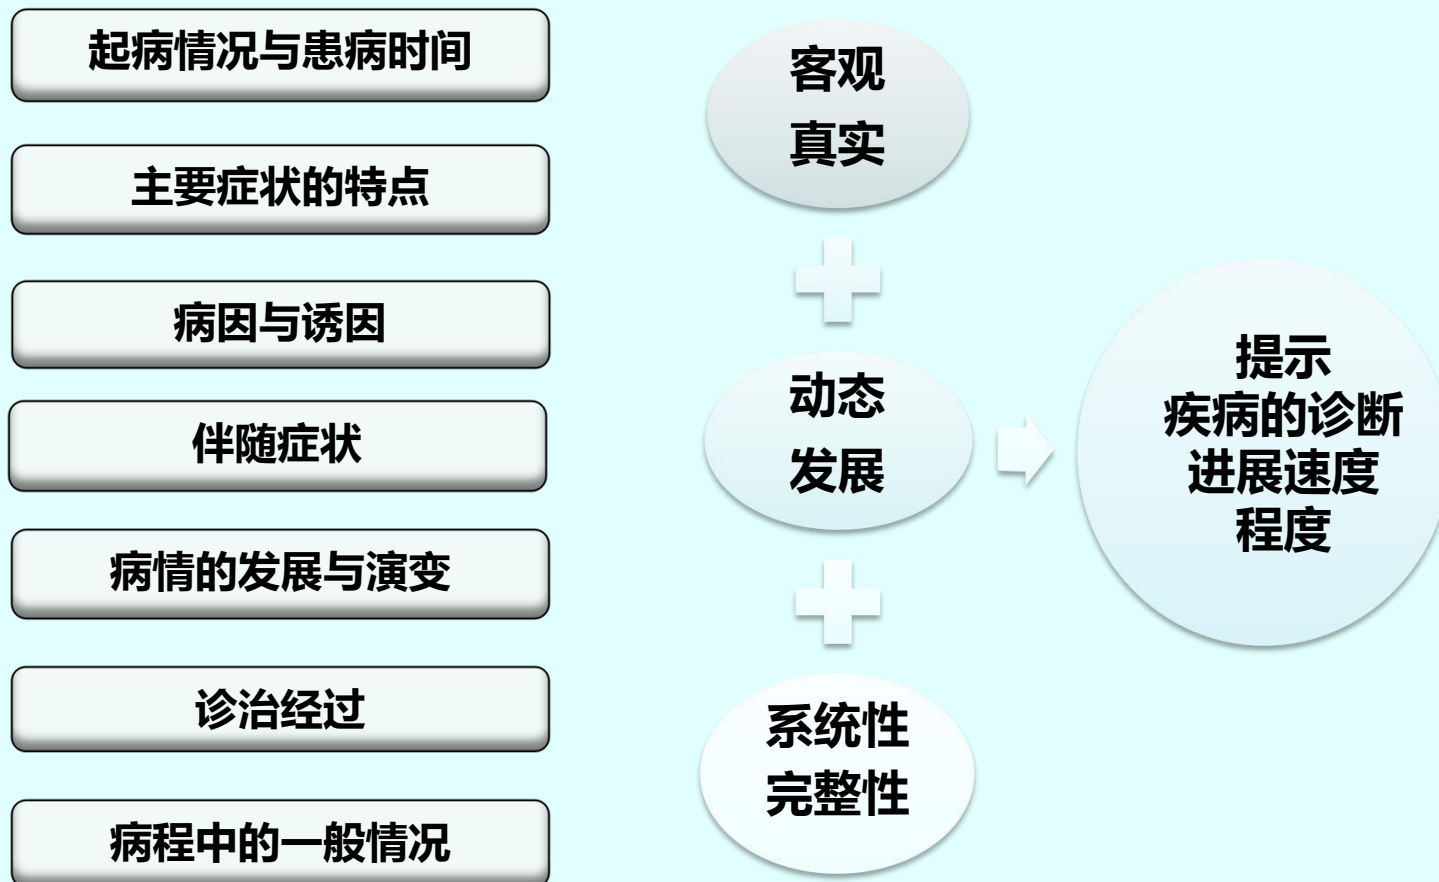 起病情况与患病时间
主要症状的特点
病因与诱因
伴随症状
病情的发展与演变
诊治经过
病程中的一般情况
客观
真实
动态
发展
系统性
完整性
提示
疾病的诊断
进展速度
程度